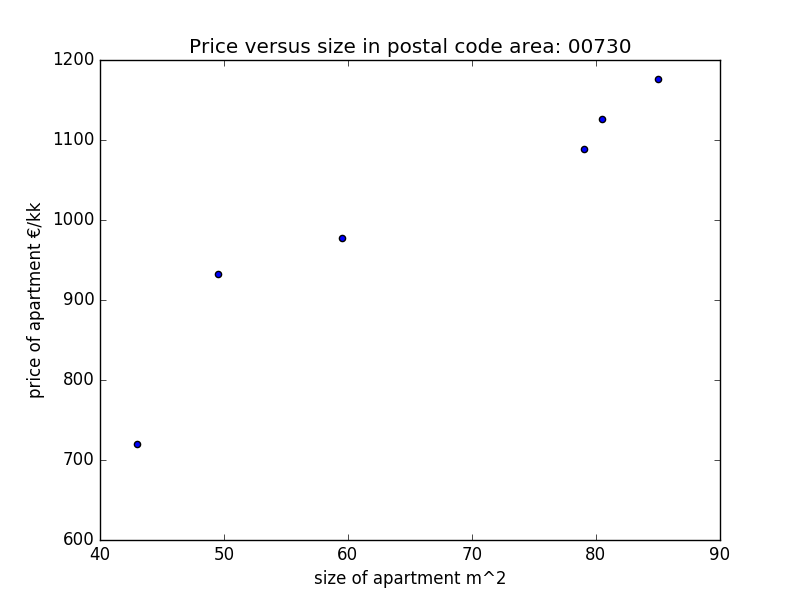 Price versus size in postal code area: 00730
1200
1100
1000
900
800
700
600
price of apartment €/kk
40 50 60 70 80 90
size of apartment m^2